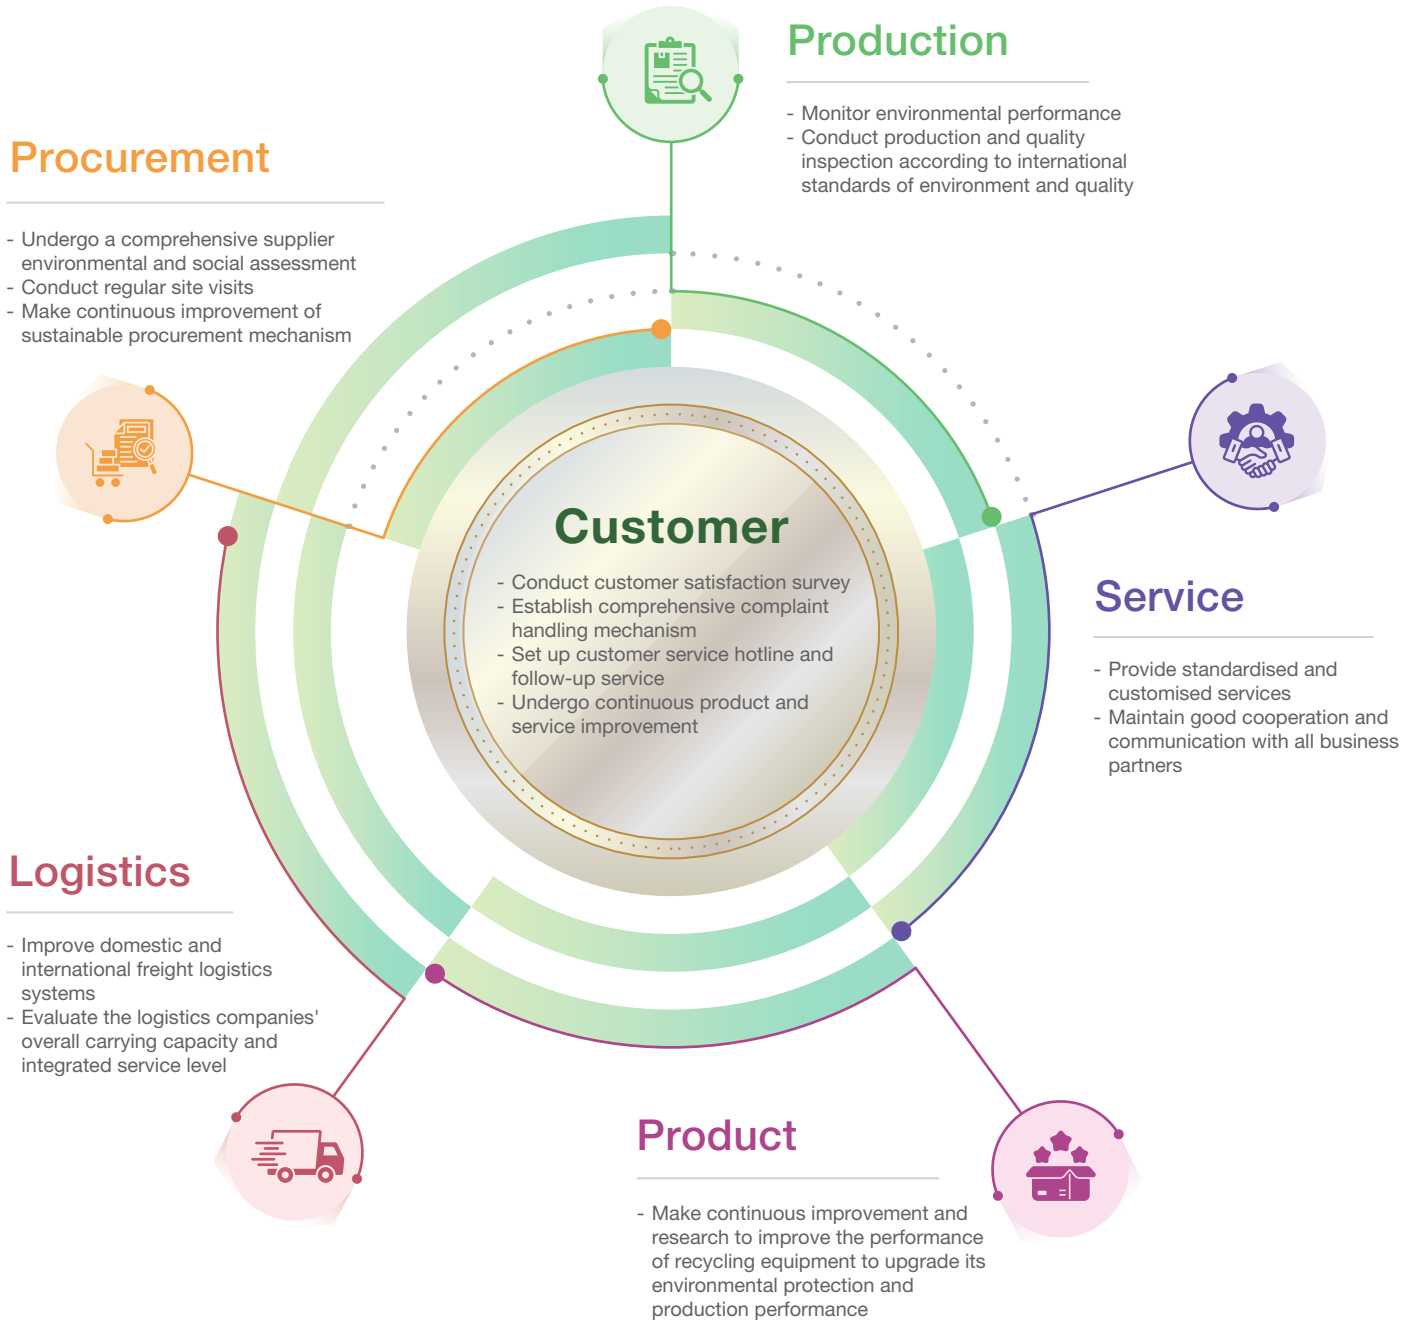 Production
- Monitor environmental performance
- Conduct production and quality
inspection according to international
standards of environment and quality
Procurement
- Undergo a comprehensive supplier
environmental and social assessment
- Conduct regular site visits
- Make continuous improvement of
sustainable procurement mechanism
Customer
- Conduct customer satisfaction survey
- Establish comprehensive complaint
handling mechanism
- Set up customer service hotline and
follow-up service
- Undergo continuous product and
service improvement
Service
- Provide standardised and
customised services
- Maintain good cooperation and
communication with all business
partners
Logistics
- Improve domestic and
international freight logistics
systems
- Evaluate the logistics companies'
overall carrying capacity and
integrated service level
Product
- Make continuous improvement and
research to improve the performance
of recycling equipment to upgrade its
environmental protection and
production performance